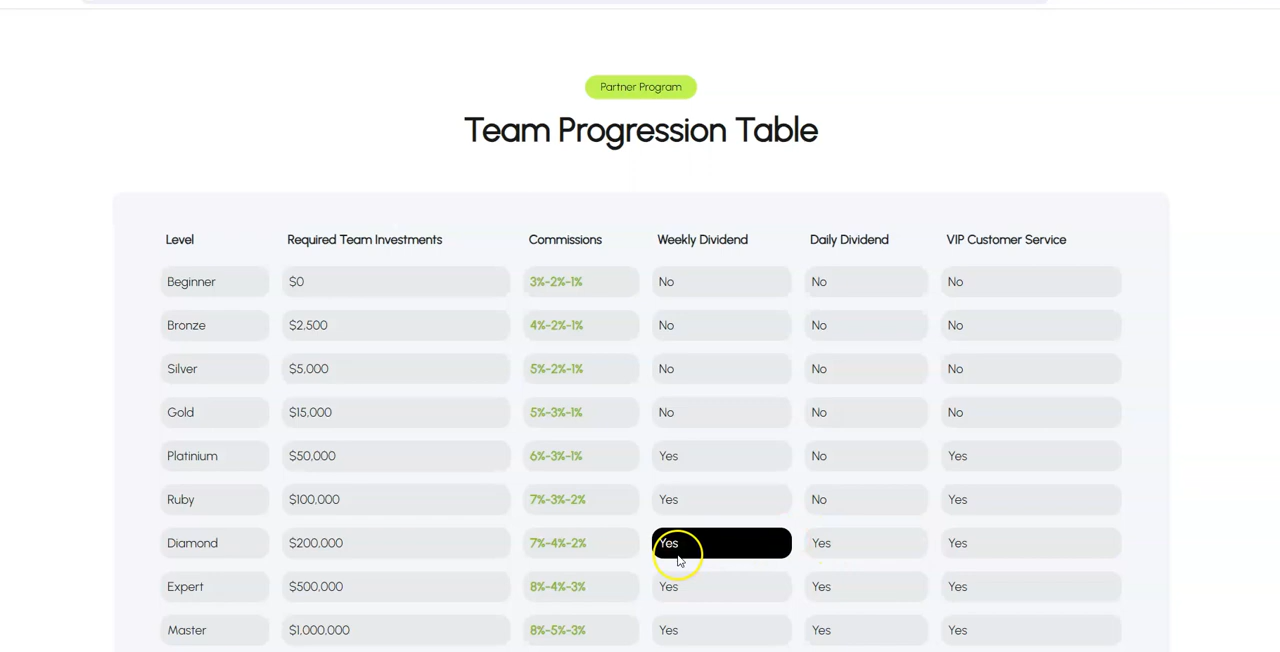 Partner Program
Team Progression Table
Level Required Team Investments Commissions Weekly Dividend Daily Dividend VIP Customer Service
Beginner $0 3%-2%-1% No No No
Bronze $2,500 4%-2%-1% No No No
Silver $5,000 5%-2%-1% No No No
Gold $15,000 5%-3%-1% No No No
Platinium $50,000 6%-3%-1% Yes No Yes
Ruby $100,000 7%-3%-2% Yes No Yes
Diamond $200,000 7%-4%-2% Yes Yes Yes
Expert $500,000 8%-4%-3% Yes Yes Yes
Master $1,000,000 8%-5%-3% Yes Yes Yes